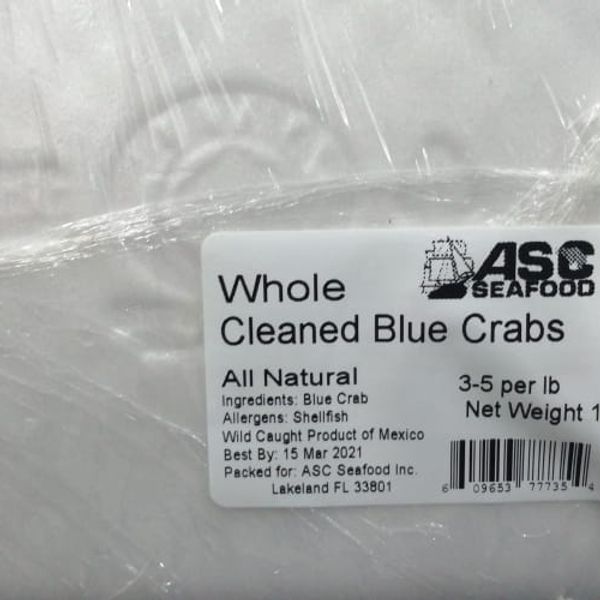 ASC
SEAFOOD
Whole
Cleaned Blue Crabs
All Natural
Ingredients: Blue Crab
Allergens: Shellfish
Wild Caught Product of Mexico
Best By: 15 Mar 2021
Packed for: ASC Seafood Inc.
Lakeland FL 33801
3-5 per lb
Net Weight 1
6 09653 77735 4